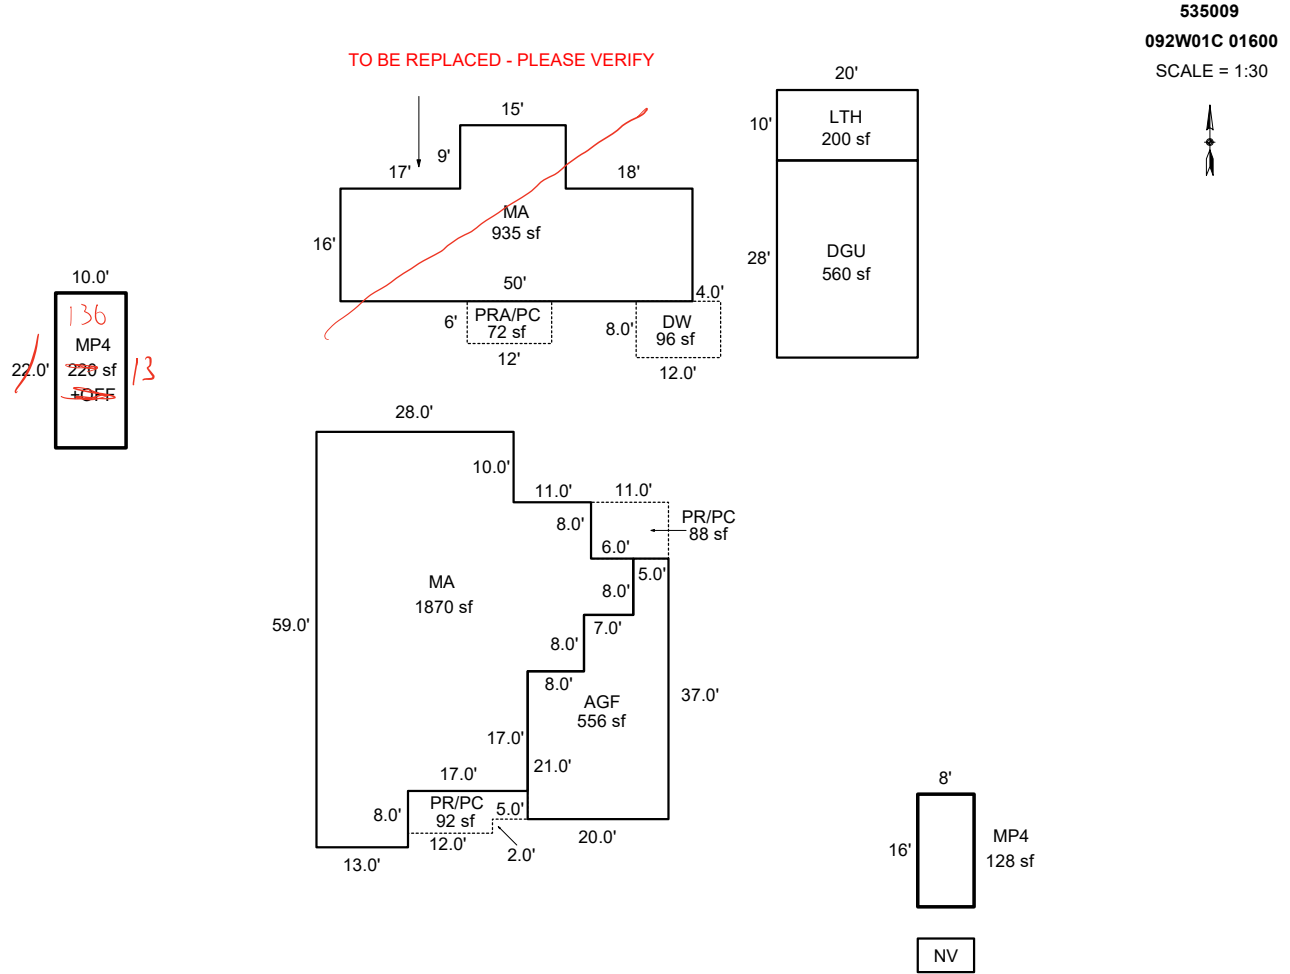 535009
092W01C 01600
SCALE = 1:30
TO BE REPLACED - PLEASE VERIFY
15'
9'
17'
18'
16'
MA
935 sf
50'
6'
PRA/PC
72 sf
12'
4.0'
8.0'
DW
96 sf
12.0'
20'
10'
LTH
200 sf
28'
DGU
560 sf
10.0'
136
MP4
220 sf
+OFF
22.0'
13
28.0'
10.0'
11.0'
11.0'
8.0'
PR/PC
88 sf
6.0'
5.0'
8.0'
MA
1870 sf
59.0'
7.0'
8.0'
8.0'
AGF
556 sf
37.0'
17.0'
21.0'
17.0'
8.0'
PR/PC
92 sf
5.0'
12.0'
2.0'
20.0'
13.0'
8'
16'
MP4
128 sf
NV